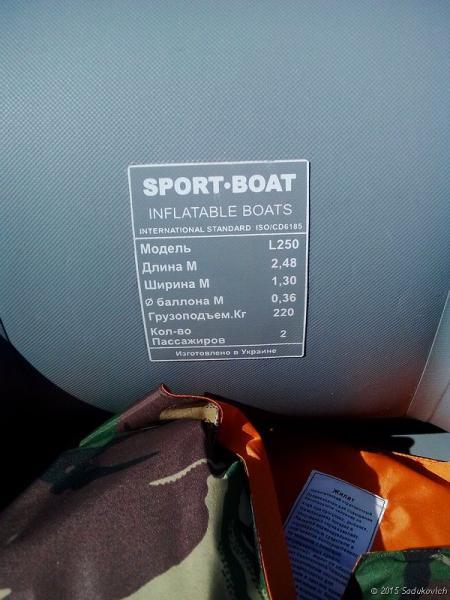 SPORT•BOAT
INFLATABLE BOATS
INTERNATIONAL STANDARD ISO/CD6185
Модель L250
Длина М 2,48
Ширина М 1,30
Ø баллона М 0,36
Грузоподъем.Кг 220
Кол-во
Пассажиров 2
Изготовлено в Украине
Жилет
© 2015 Sadukovich